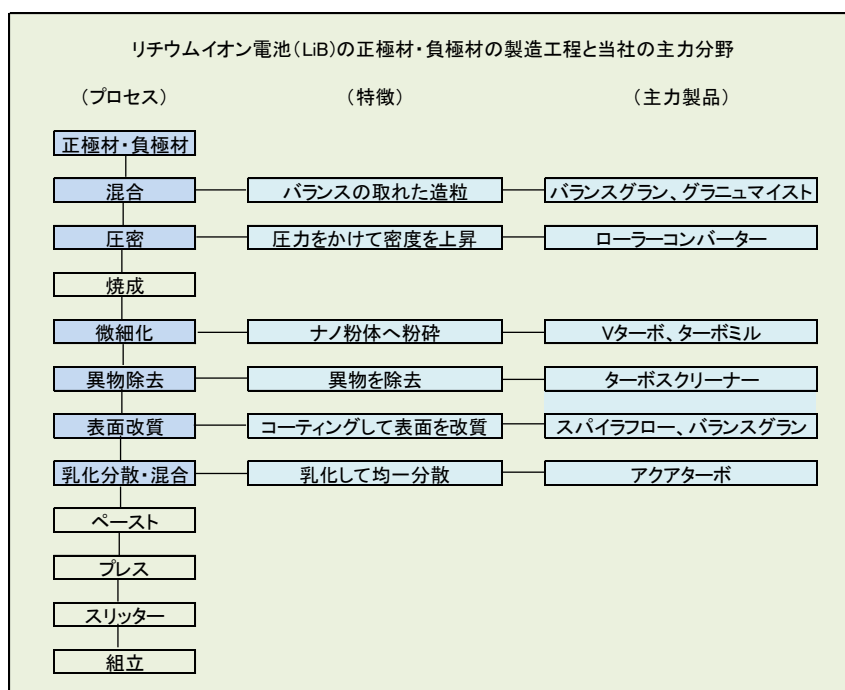 リチウムイオン電池(LiB)の正極材・負極材の製造工程と当社の主力分野
(プロセス) (特徴) (主力製品)
正極材・負極材
混合 バランスの取れた造粒 バランスグラン、グラニュマイスト
圧密 圧力をかけて密度を上昇 ローラーコンバーター
焼成
微細化 ナノ粉体へ粉砕 Vターボ、ターボミル
異物除去 異物を除去 ターボスクリーナー
表面改質 コーティングして表面を改質 スパイラフロー、バランスグラン
乳化分散・混合 乳化して均一分散 アクアターボ
ペースト
プレス
スリッター
組立